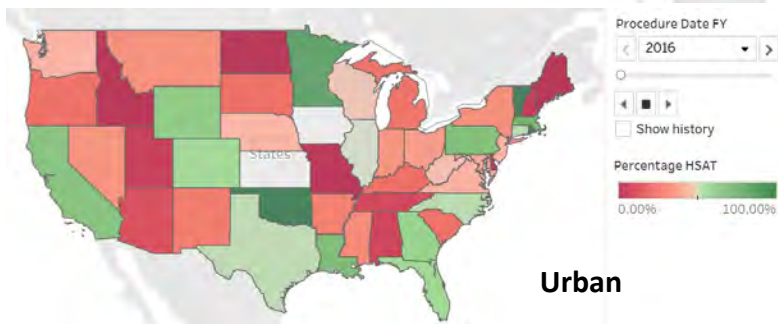 Procedure Date FY
2016
Show history
Percentage HSAT
0.00% 100.00%
States
Urban